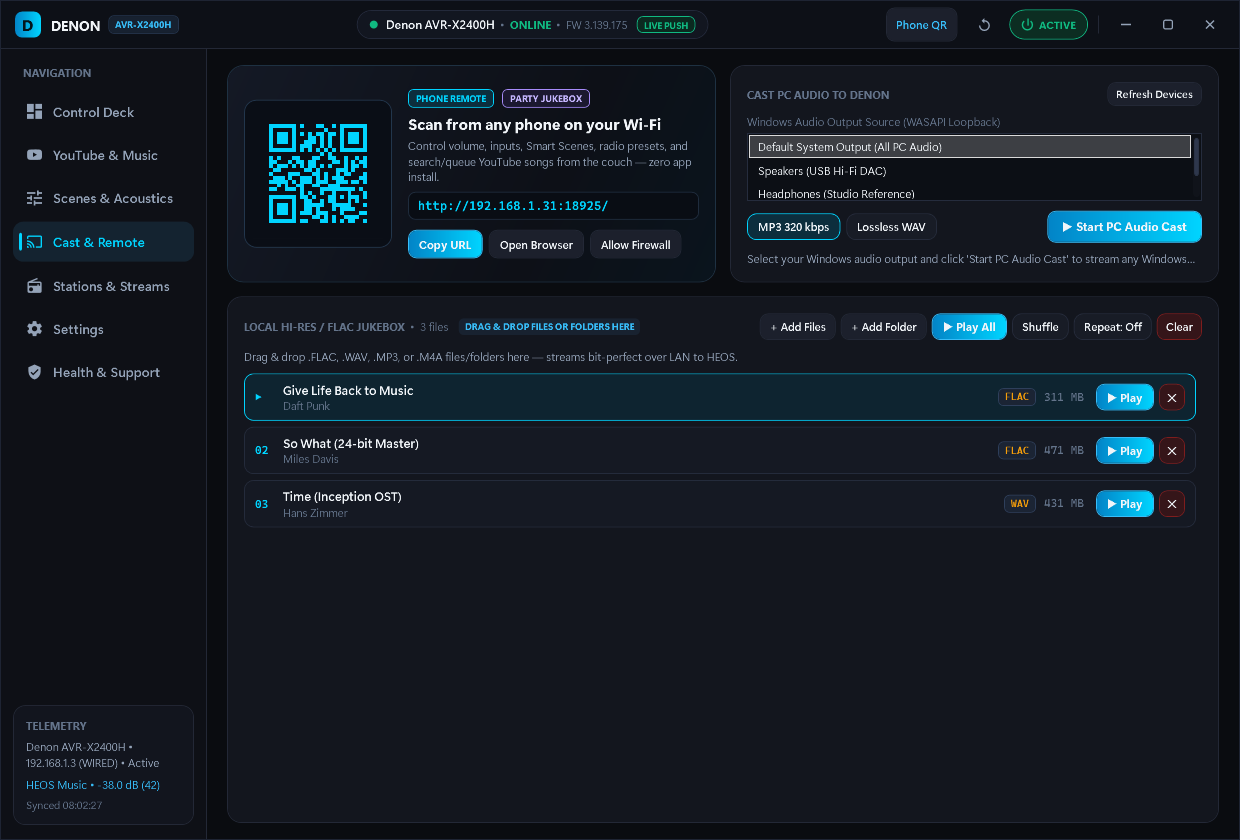 D DENON AVR-X2400H
Denon AVR-X2400H • ONLINE • FW 3.139.175 LIVE PUSH
Phone QR
ACTIVE
NAVIGATION
Control Deck
YouTube & Music
Scenes & Acoustics
Cast & Remote
Stations & Streams
Settings
Health & Support
TELEMETRY
Denon AVR-X2400H •
192.168.1.3 (WIRED) • Active
HEOS Music • -38.0 dB (42)
Synced 08:02:27
PHONE REMOTE PARTY JUKEBOX
Scan from any phone on your Wi-Fi
Control volume, inputs, Smart Scenes, radio presets, and
search/queue YouTube songs from the couch — zero app
install.
http://192.168.1.31:18925/
Copy URL Open Browser Allow Firewall
CAST PC AUDIO TO DENON Refresh Devices
Windows Audio Output Source (WASAPI Loopback)
Default System Output (All PC Audio)
Speakers (USB Hi-Fi DAC)
Headphones (Studio Reference)
MP3 320 kbps Lossless WAV ▶ Start PC Audio Cast
Select your Windows audio output and click 'Start PC Audio Cast' to stream any Windows...
LOCAL HI-RES / FLAC JUKEBOX • 3 files DRAG & DROP FILES OR FOLDERS HERE
+ Add Files + Add Folder ▶ Play All Shuffle Repeat: Off Clear
Drag & drop .FLAC, .WAV, .MP3, or .M4A files/folders here — streams bit-perfect over LAN to HEOS.
▶ Give Life Back to Music
Daft Punk
FLAC 311 MB ▶ Play ✕
02 So What (24-bit Master)
Miles Davis
FLAC 471 MB ▶ Play ✕
03 Time (Inception OST)
Hans Zimmer
WAV 431 MB ▶ Play ✕